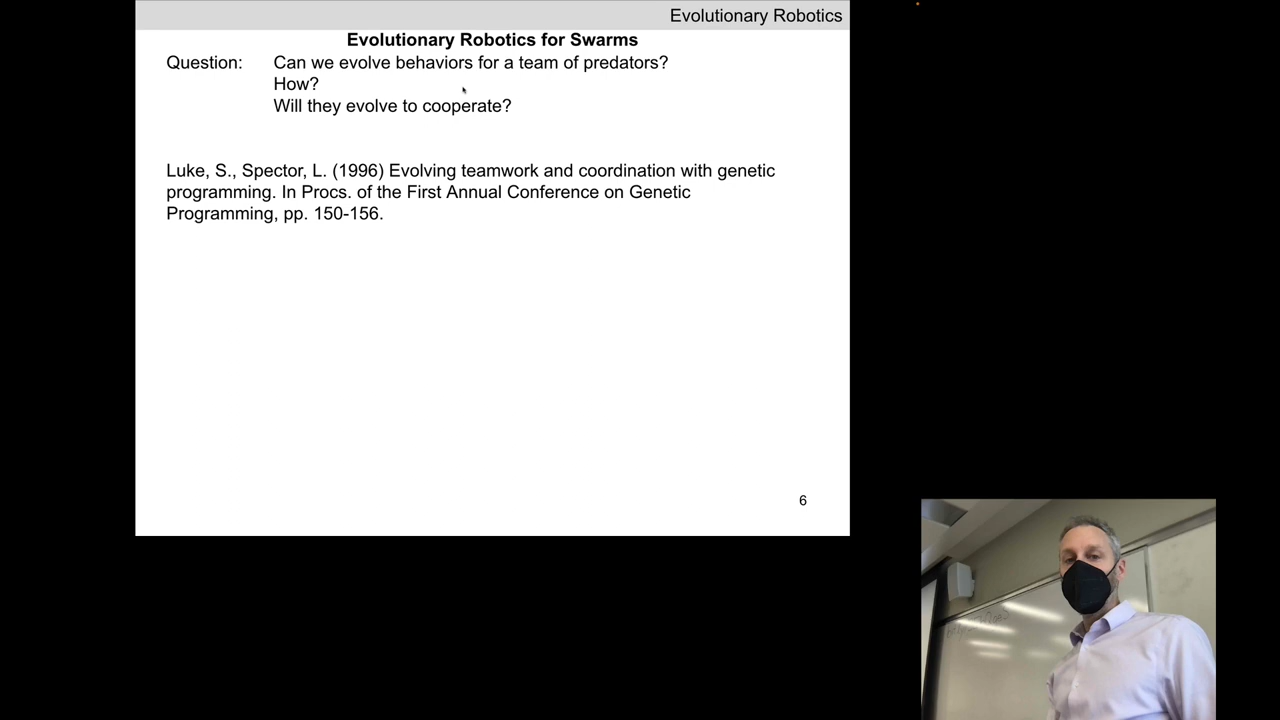 Evolutionary Robotics
Evolutionary Robotics for Swarms
Question: Can we evolve behaviors for a team of predators?
How?
Will they evolve to cooperate?
Luke, S., Spector, L. (1996) Evolving teamwork and coordination with genetic
programming. In Procs. of the First Annual Conference on Genetic
Programming, pp. 150-156.
6